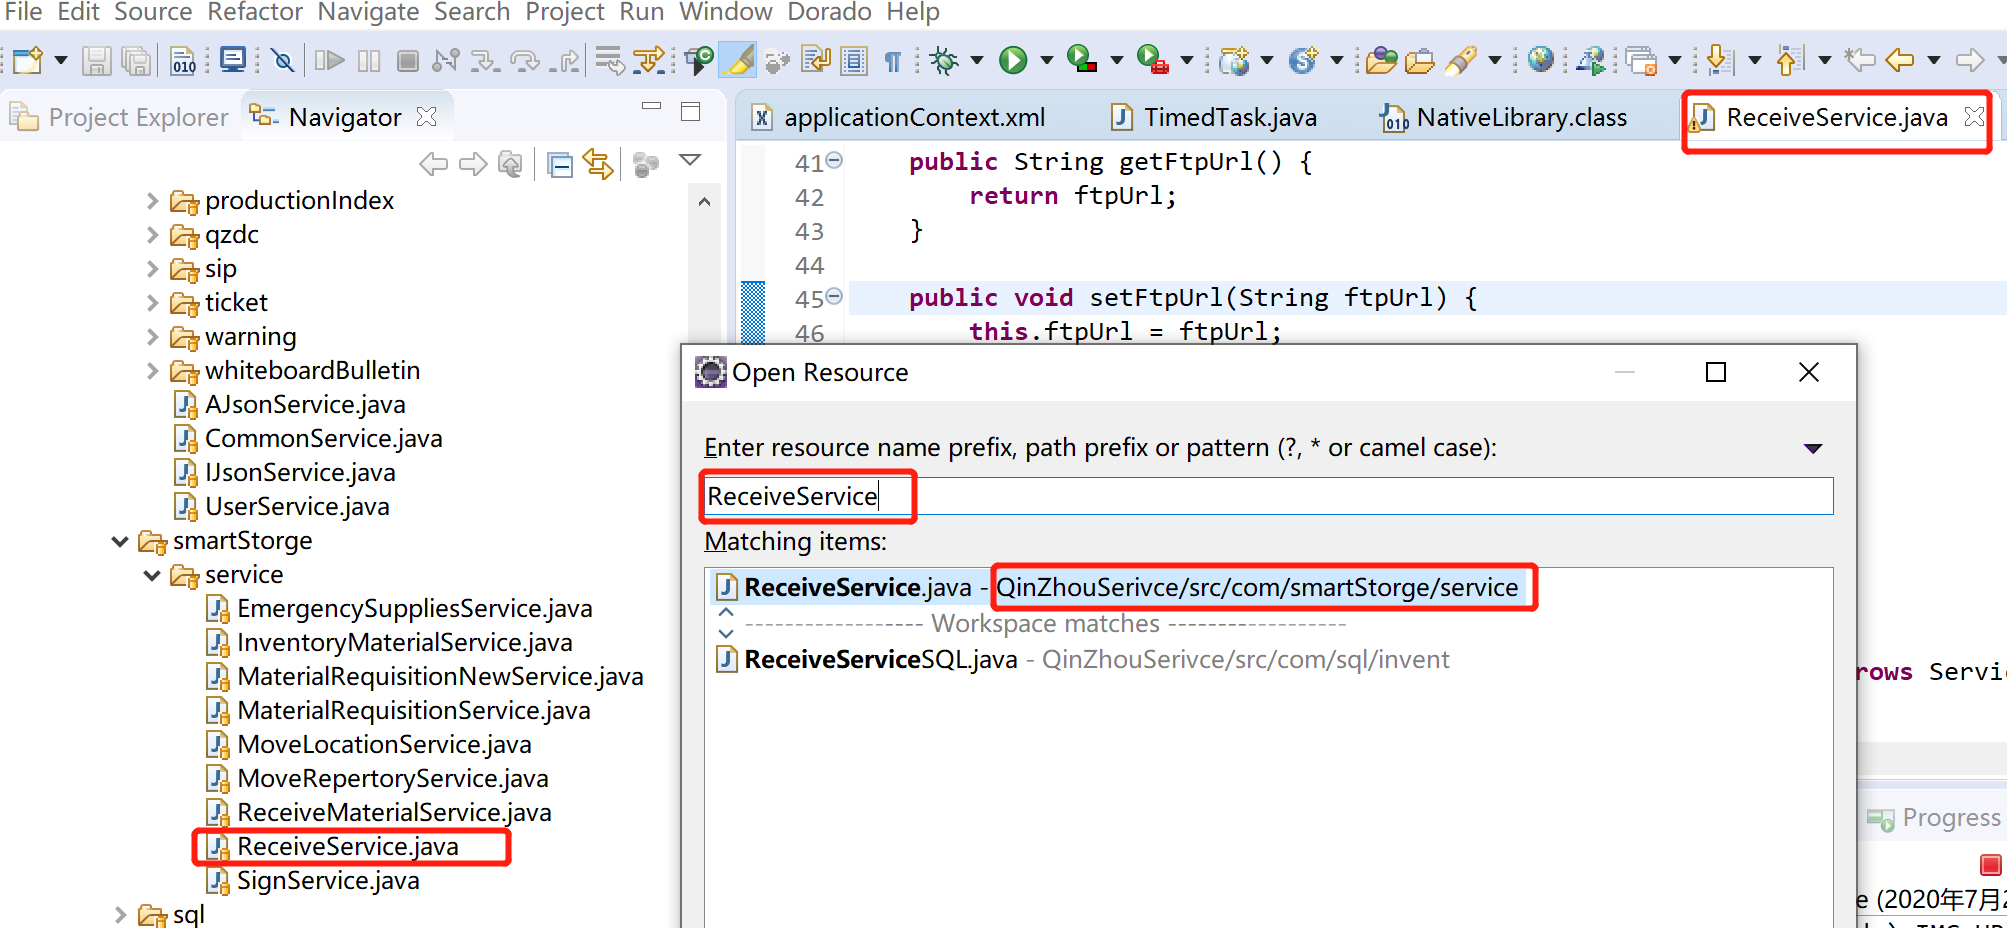 File Edit Source Refactor Navigate Search Project Run Window Dorado Help
Project Explorer
Navigator
productionIndex
qzdc
sip
ticket
warning
whiteboardBulletin
AJsonService.java
CommonService.java
IJsonService.java
UserService.java
smartStorge
service
EmergencySuppliesService.java
InventoryMaterialService.java
MaterialRequisitionNewService.java
MaterialRequisitionService.java
MoveLocationService.java
MoveRepertoryService.java
ReceiveMaterialService.java
ReceiveService.java
SignService.java
sql
applicationContext.xml
TimedTask.java
NativeLibrary.class
ReceiveService.java
41 public String getFtpUrl() {
42 return ftpUrl;
43 }
44
45 public void setFtpUrl(String ftpUrl) {
46 this.ftpUrl = ftpUrl;
Open Resource
Enter resource name prefix, path prefix or pattern (?, * or camel case):
ReceiveService
Matching items:
ReceiveService.java - QinZhouSerivce/src/com/smartStorge/service
------------------ Workspace matches ------------------
ReceiveServiceSQL.java - QinZhouSerivce/src/com/sql/invent
rows Servi
Progress
e (2020年7月2